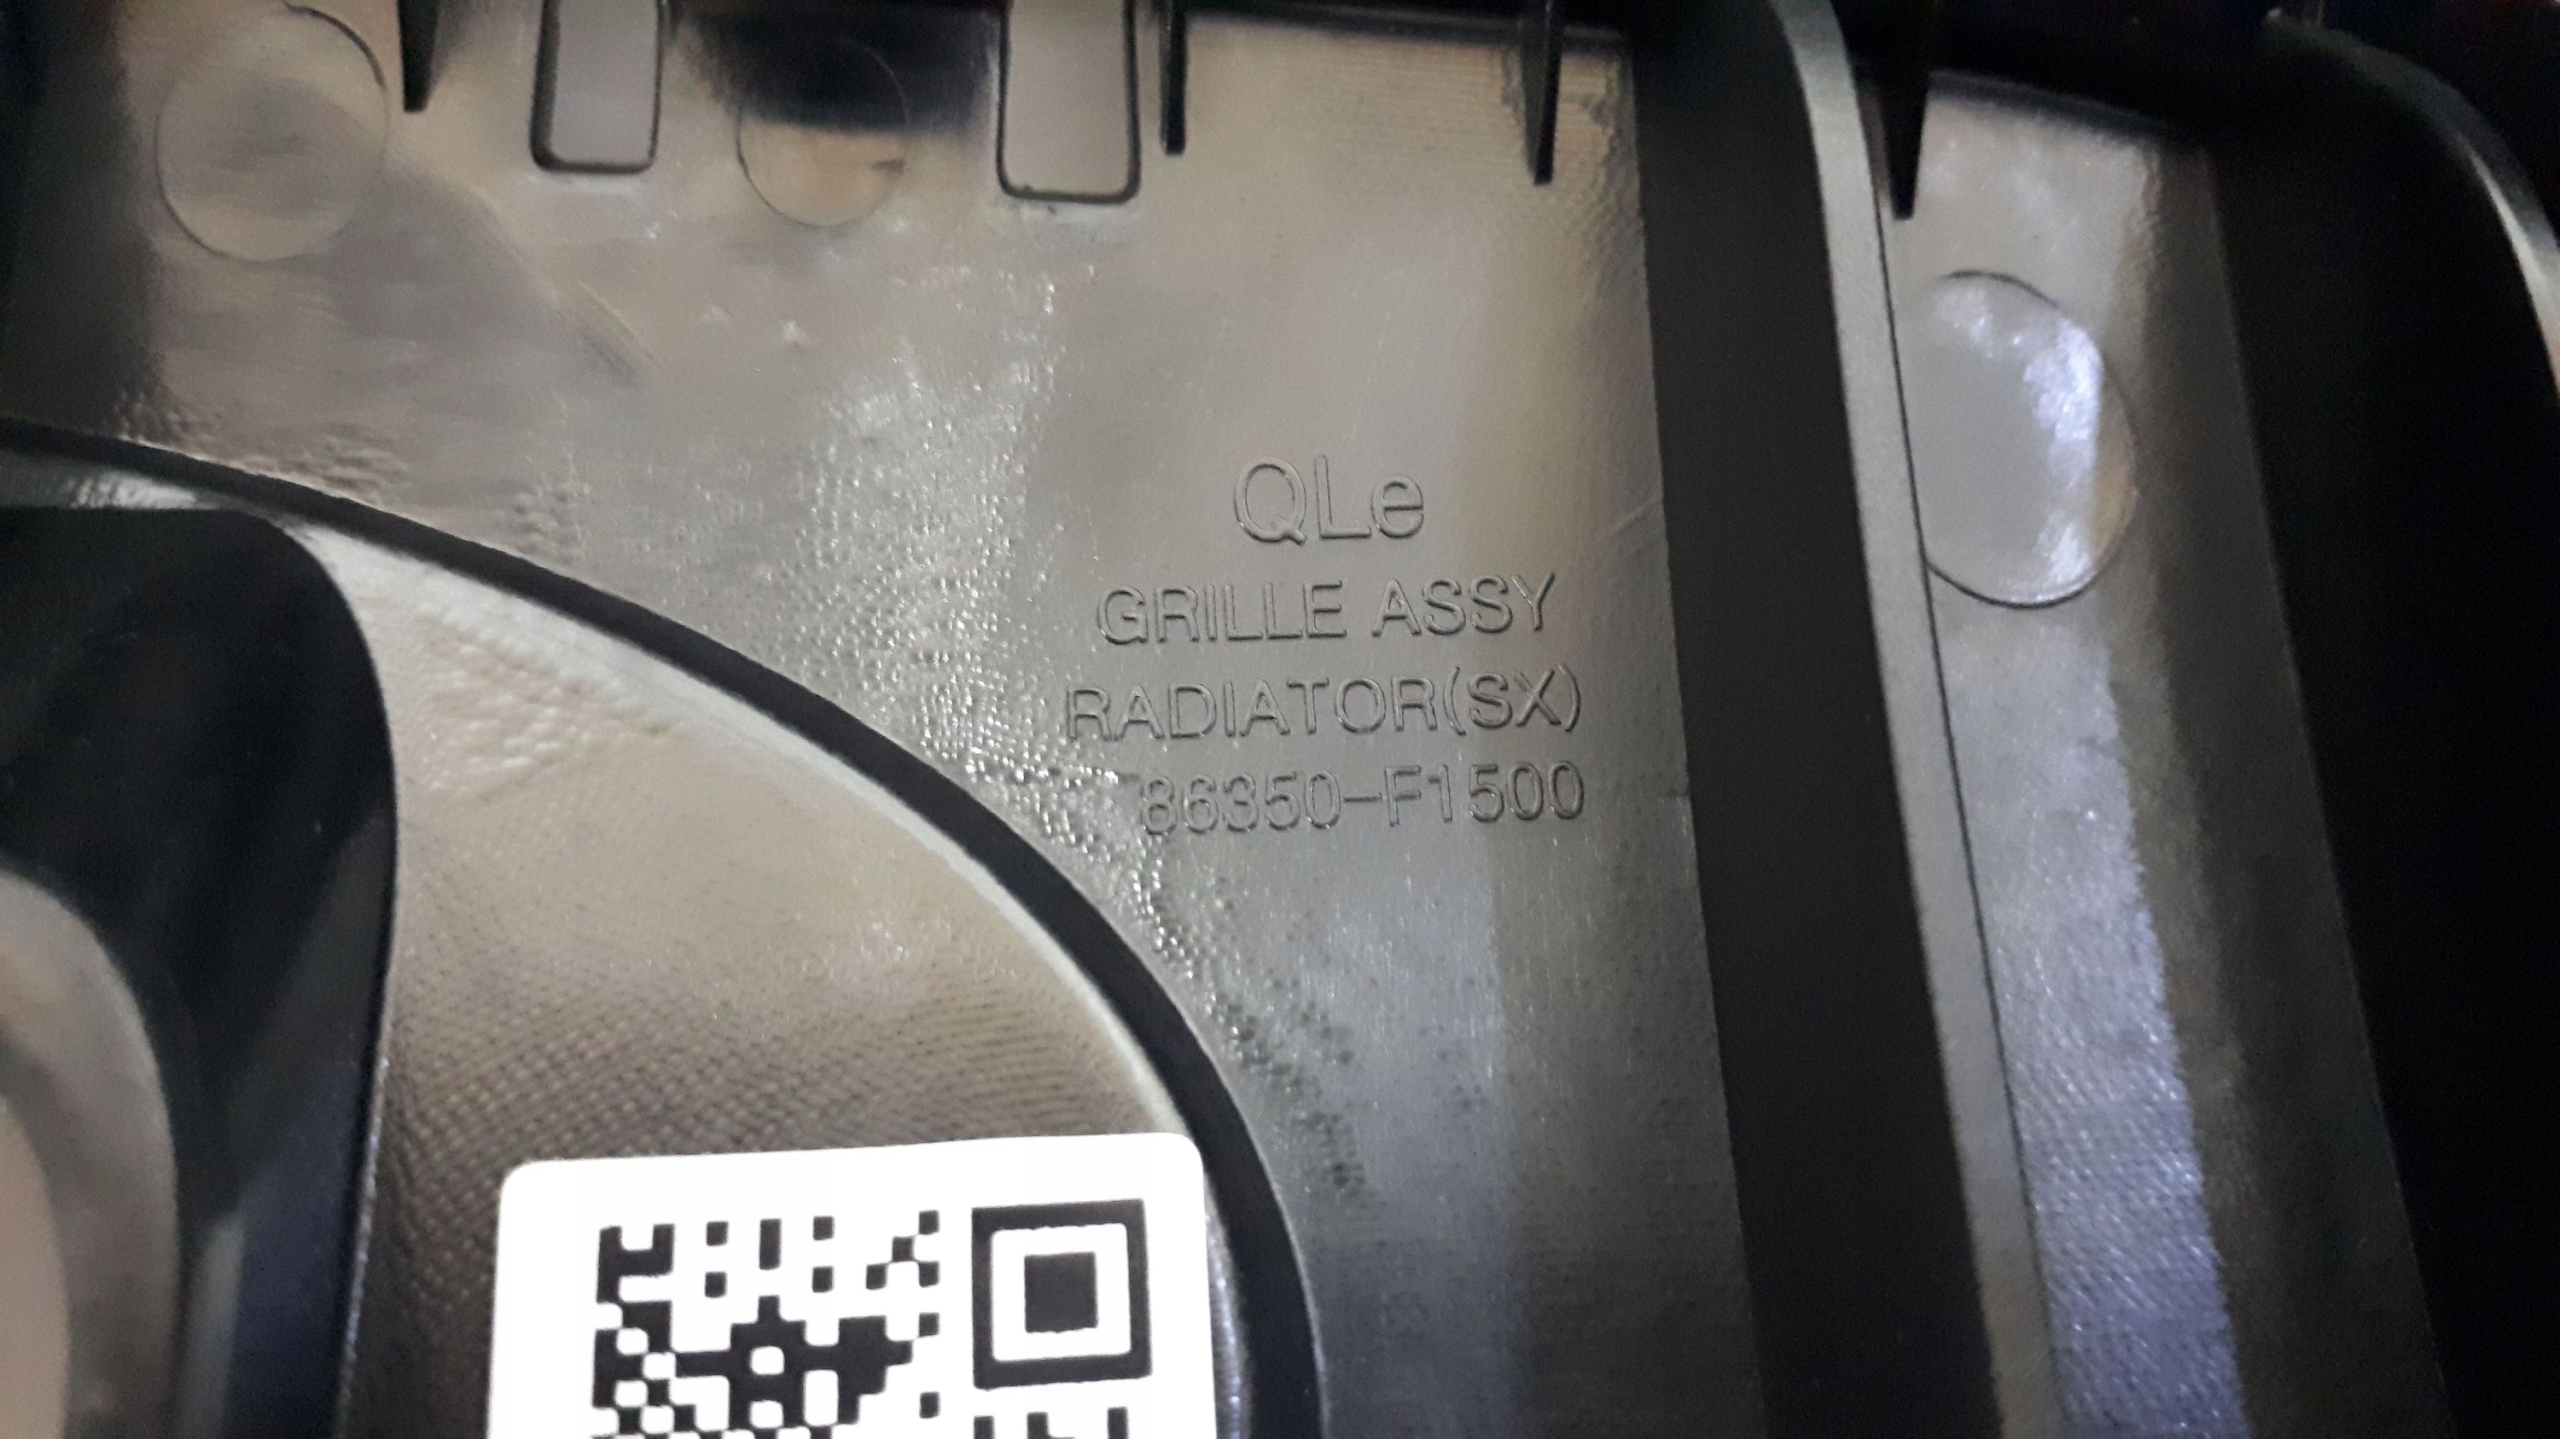 QLe
GRILLE ASSY
RADIATOR(SX)
86350-F1500